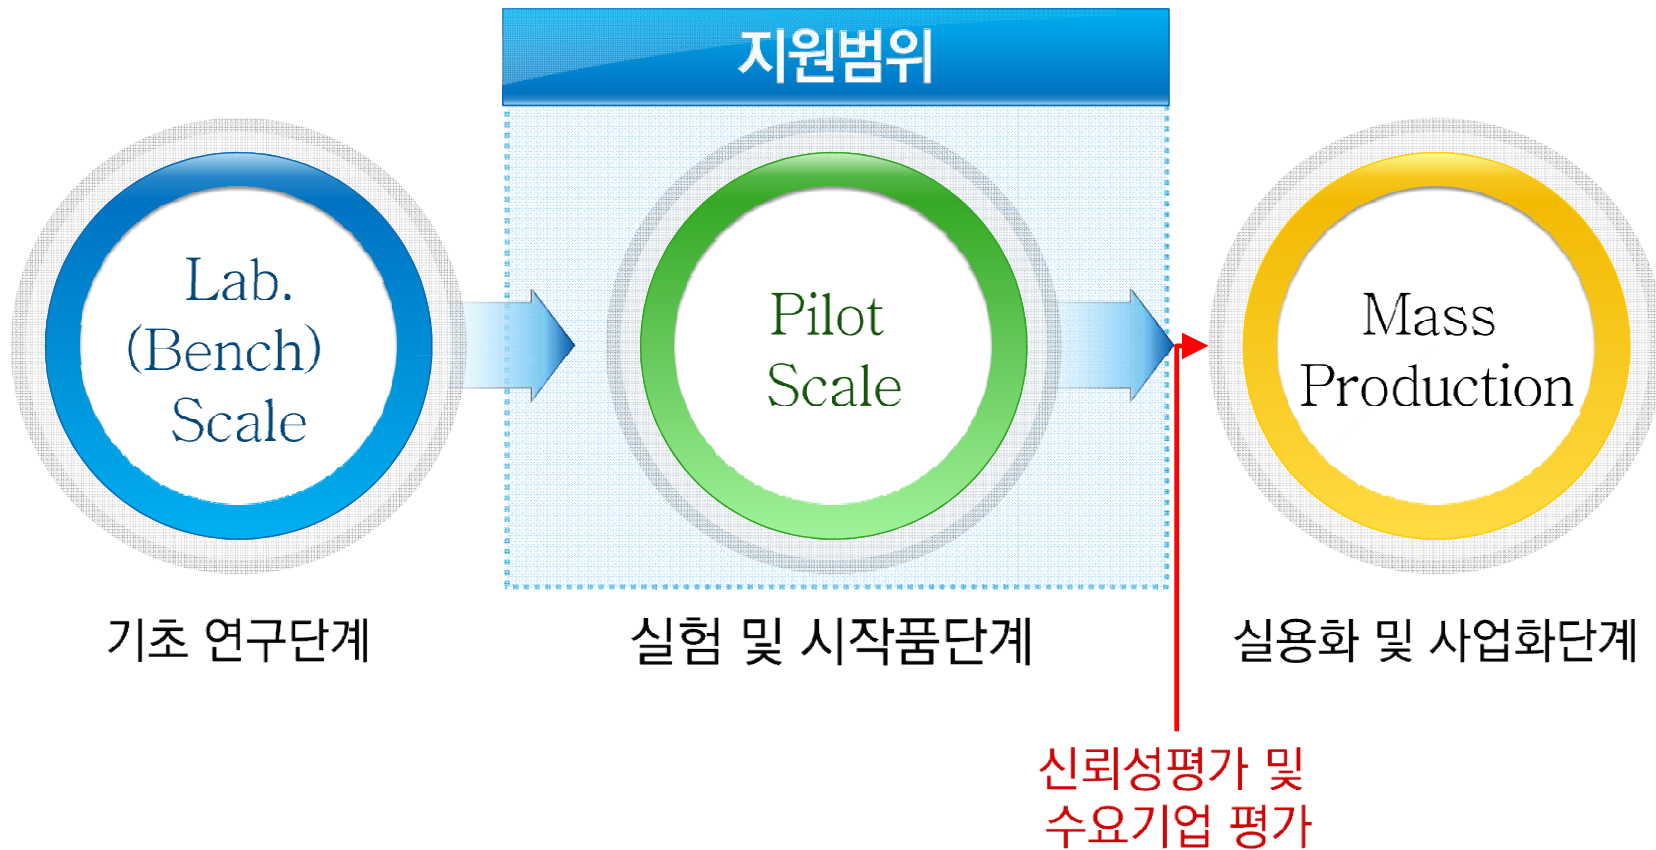 지원범위
Lab.
(Bench)
Scale
Pilot
Scale
Mass
Production
기초 연구단계
실험 및 시작품단계
실용화 및 사업화단계
신뢰성평가 및
수요기업 평가